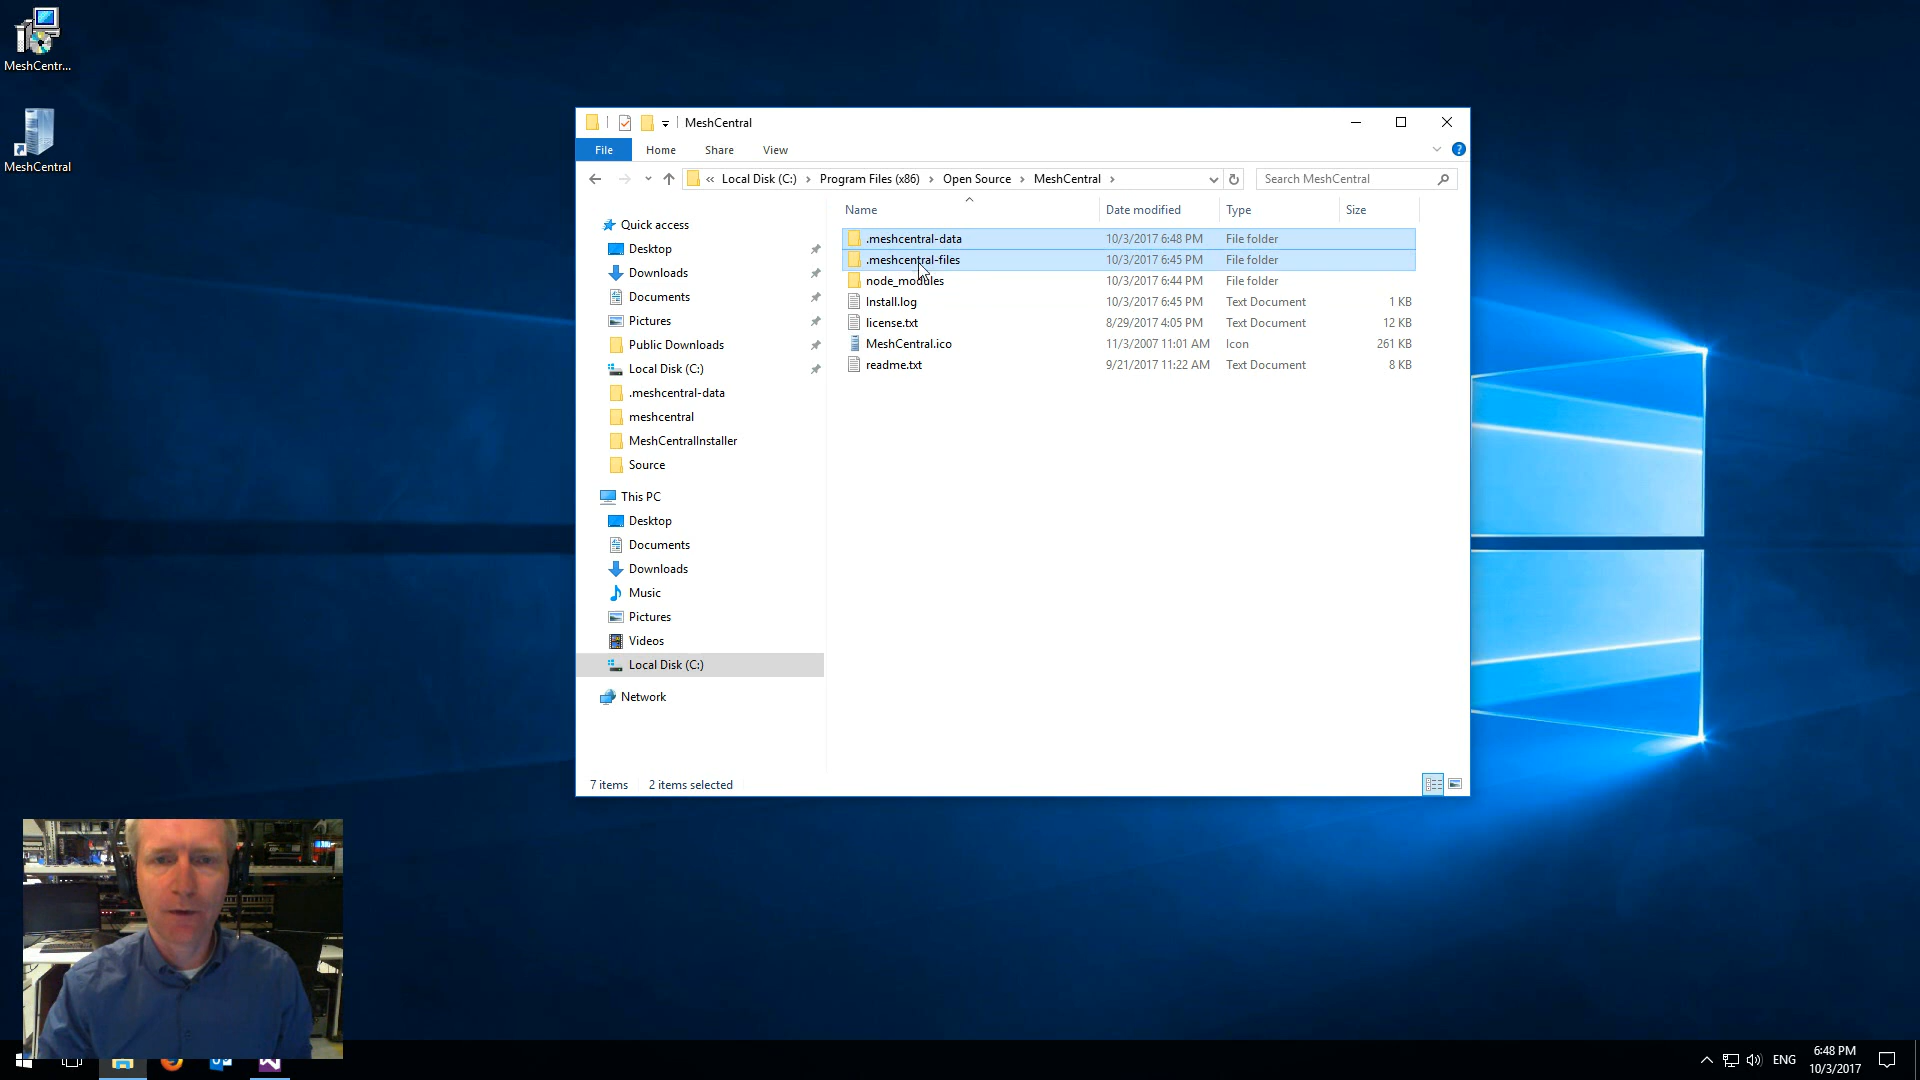 MeshCentr...
MeshCentral
MeshCentral
File Home Share View
« Local Disk (C:) Program Files (x86) Open Source MeshCentral
Search MeshCentral
Quick access
Desktop
Downloads
Documents
Pictures
Public Downloads
Local Disk (C:)
.meshcentral-data
meshcentral
MeshCentralInstaller
Source
This PC
Desktop
Documents
Downloads
Music
Pictures
Videos
Local Disk (C:)
Network
Name Date modified Type Size
.meshcentral-data 10/3/2017 6:48 PM File folder
.meshcentral-files 10/3/2017 6:45 PM File folder
node_modules 10/3/2017 6:44 PM File folder
Install.log 10/3/2017 6:45 PM Text Document 1 KB
license.txt 8/29/2017 4:05 PM Text Document 12 KB
MeshCentral.ico 11/3/2007 11:01 AM Icon 261 KB
readme.txt 9/21/2017 11:22 AM Text Document 8 KB
7 items 2 items selected
ENG
6:48 PM
10/3/2017